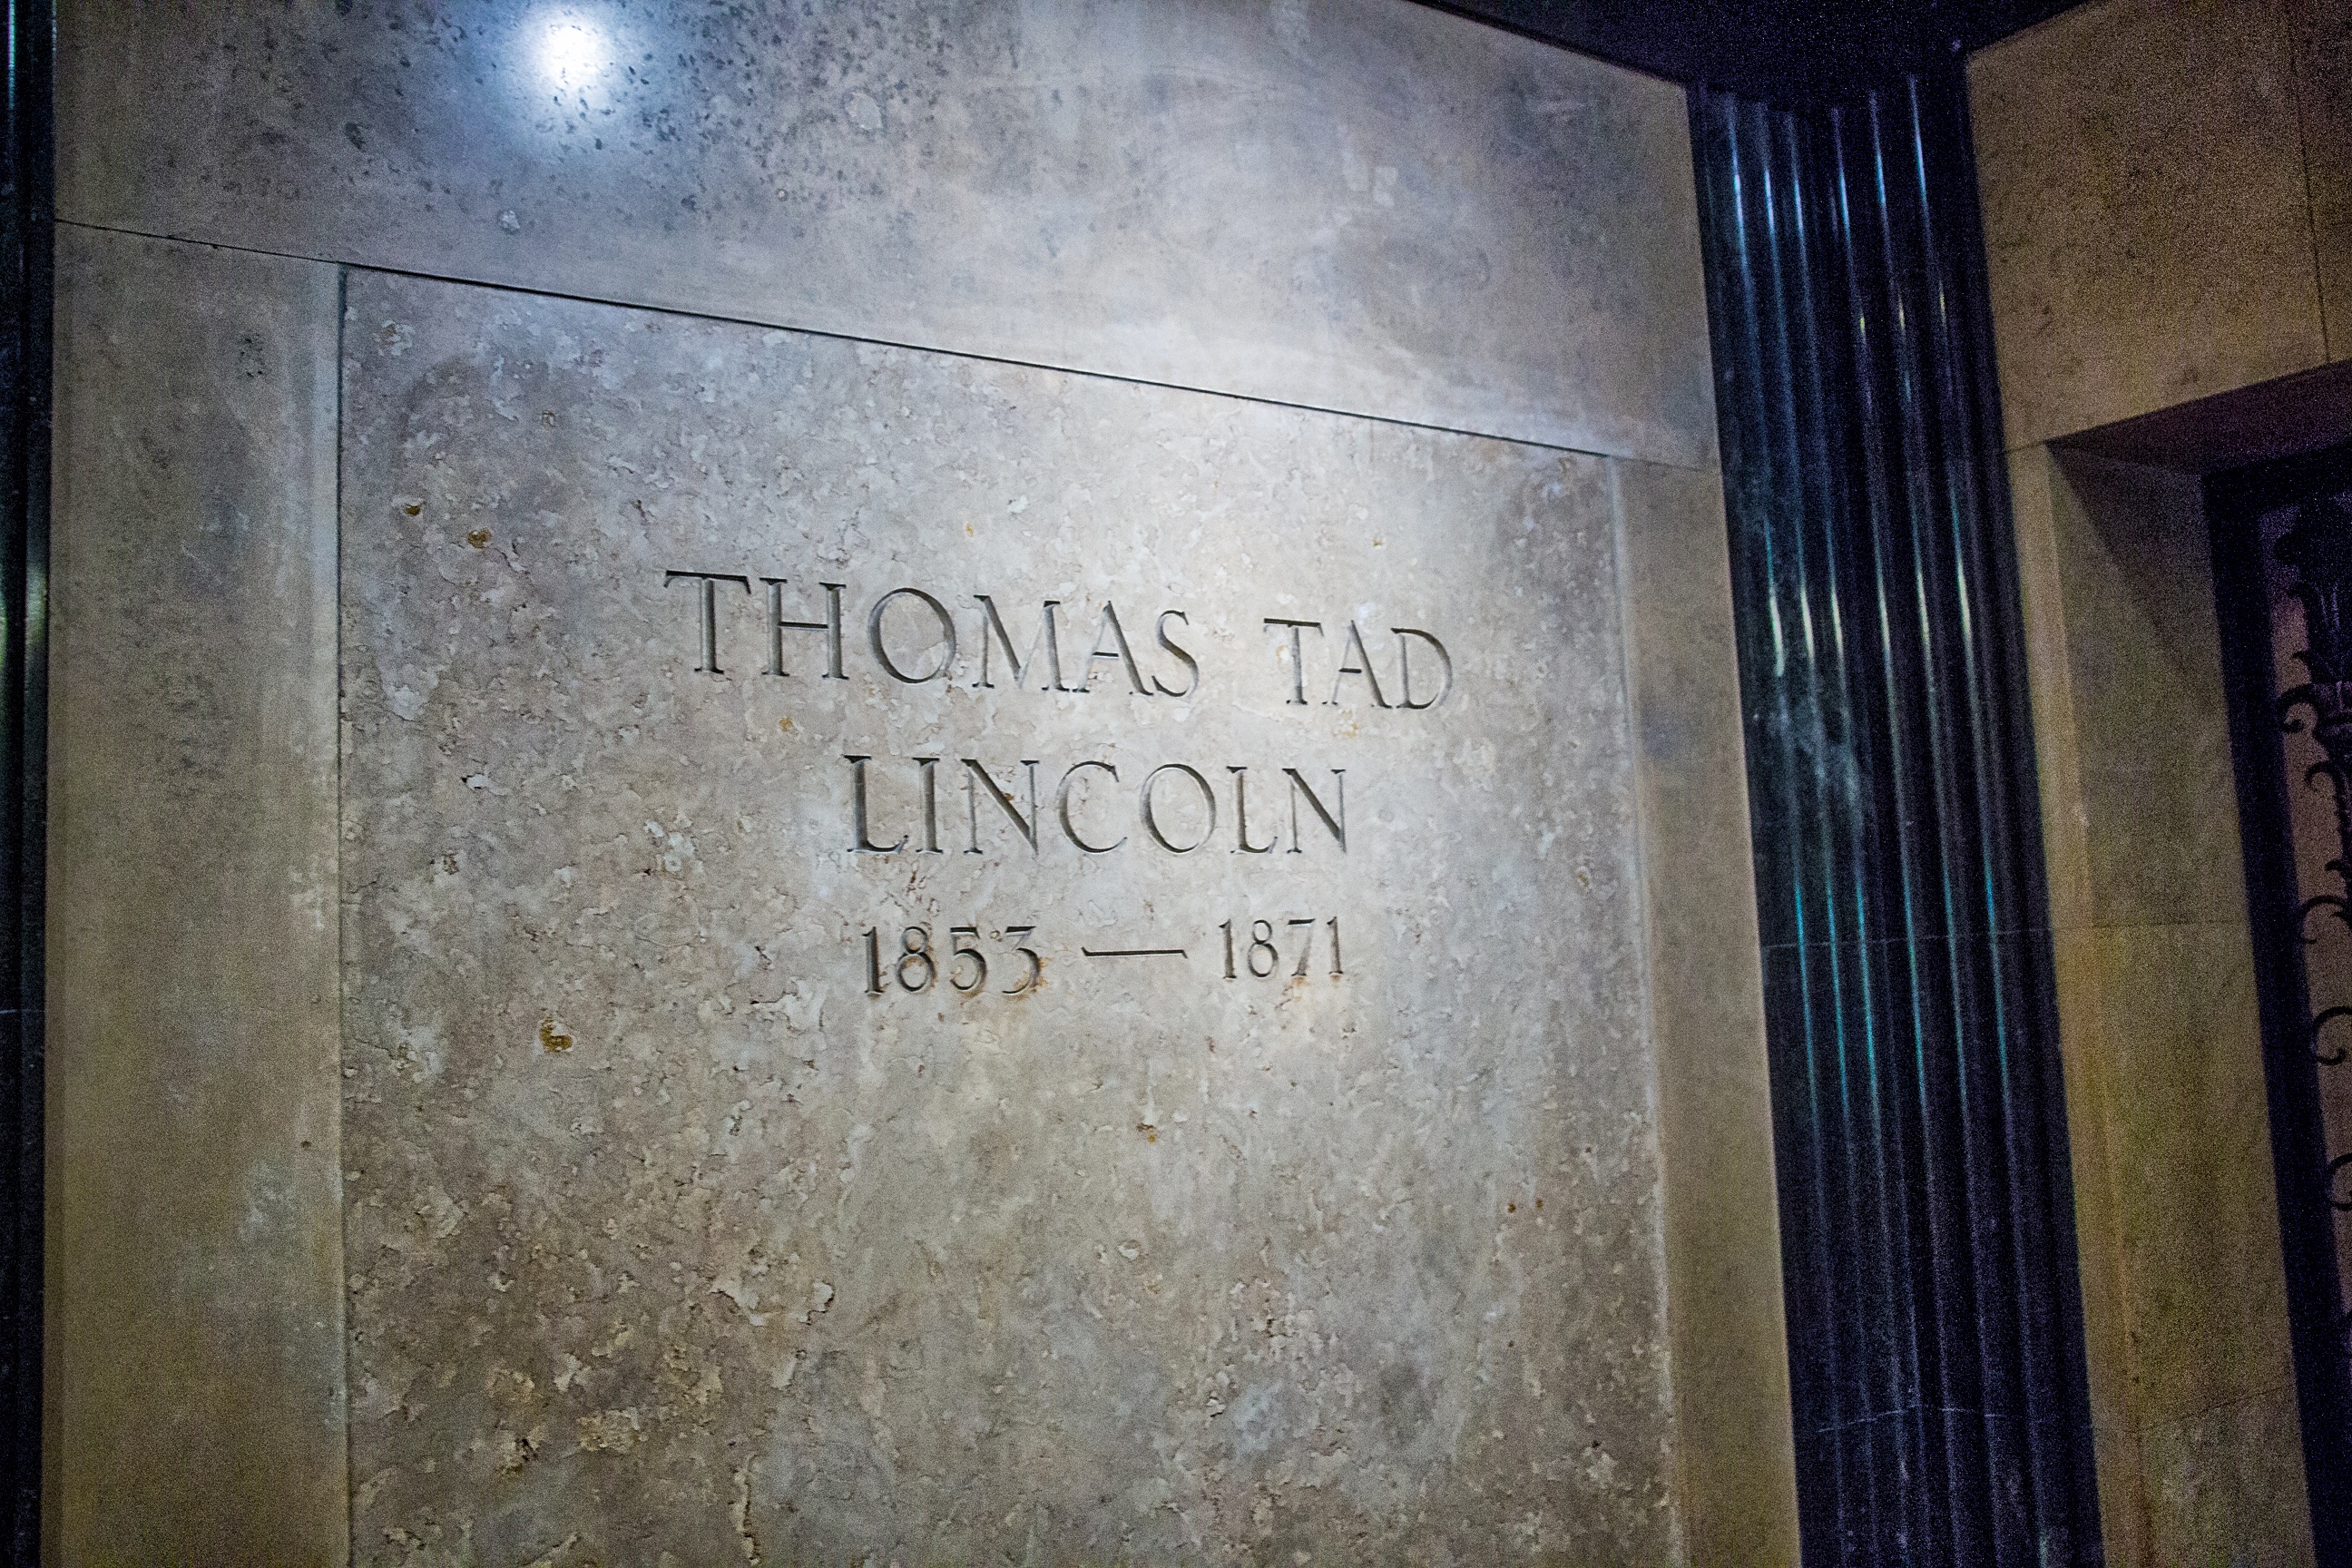 THOMAS TAD
LINCOLN
1853 — 1871